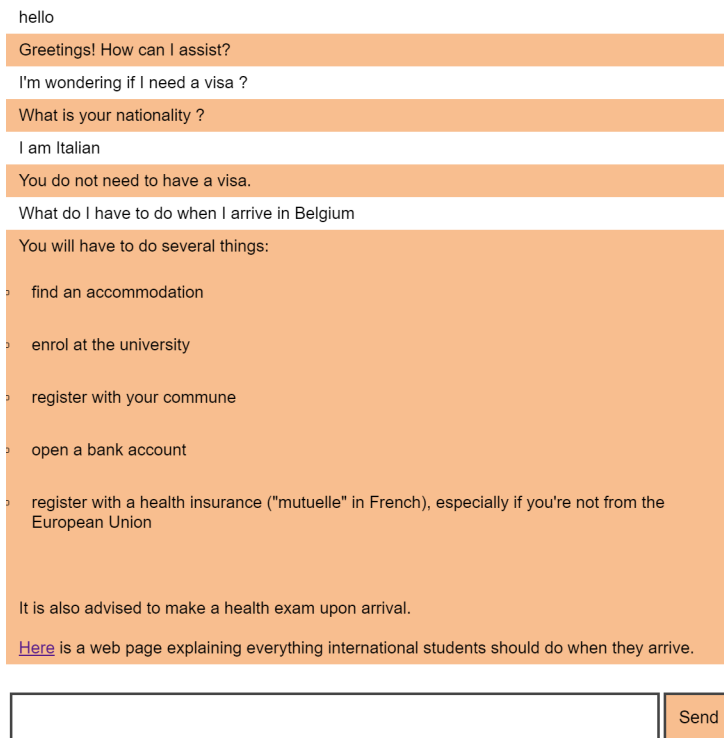 hello
Greetings! How can I assist?
I'm wondering if I need a visa ?
What is your nationality ?
I am Italian
You do not need to have a visa.
What do I have to do when I arrive in Belgium
You will have to do several things:
find an accommodation
enrol at the university
register with your commune
open a bank account
register with a health insurance ("mutuelle" in French), especially if you're not from the
European Union
It is also advised to make a health exam upon arrival.
Here is a web page explaining everything international students should do when they arrive.
Send